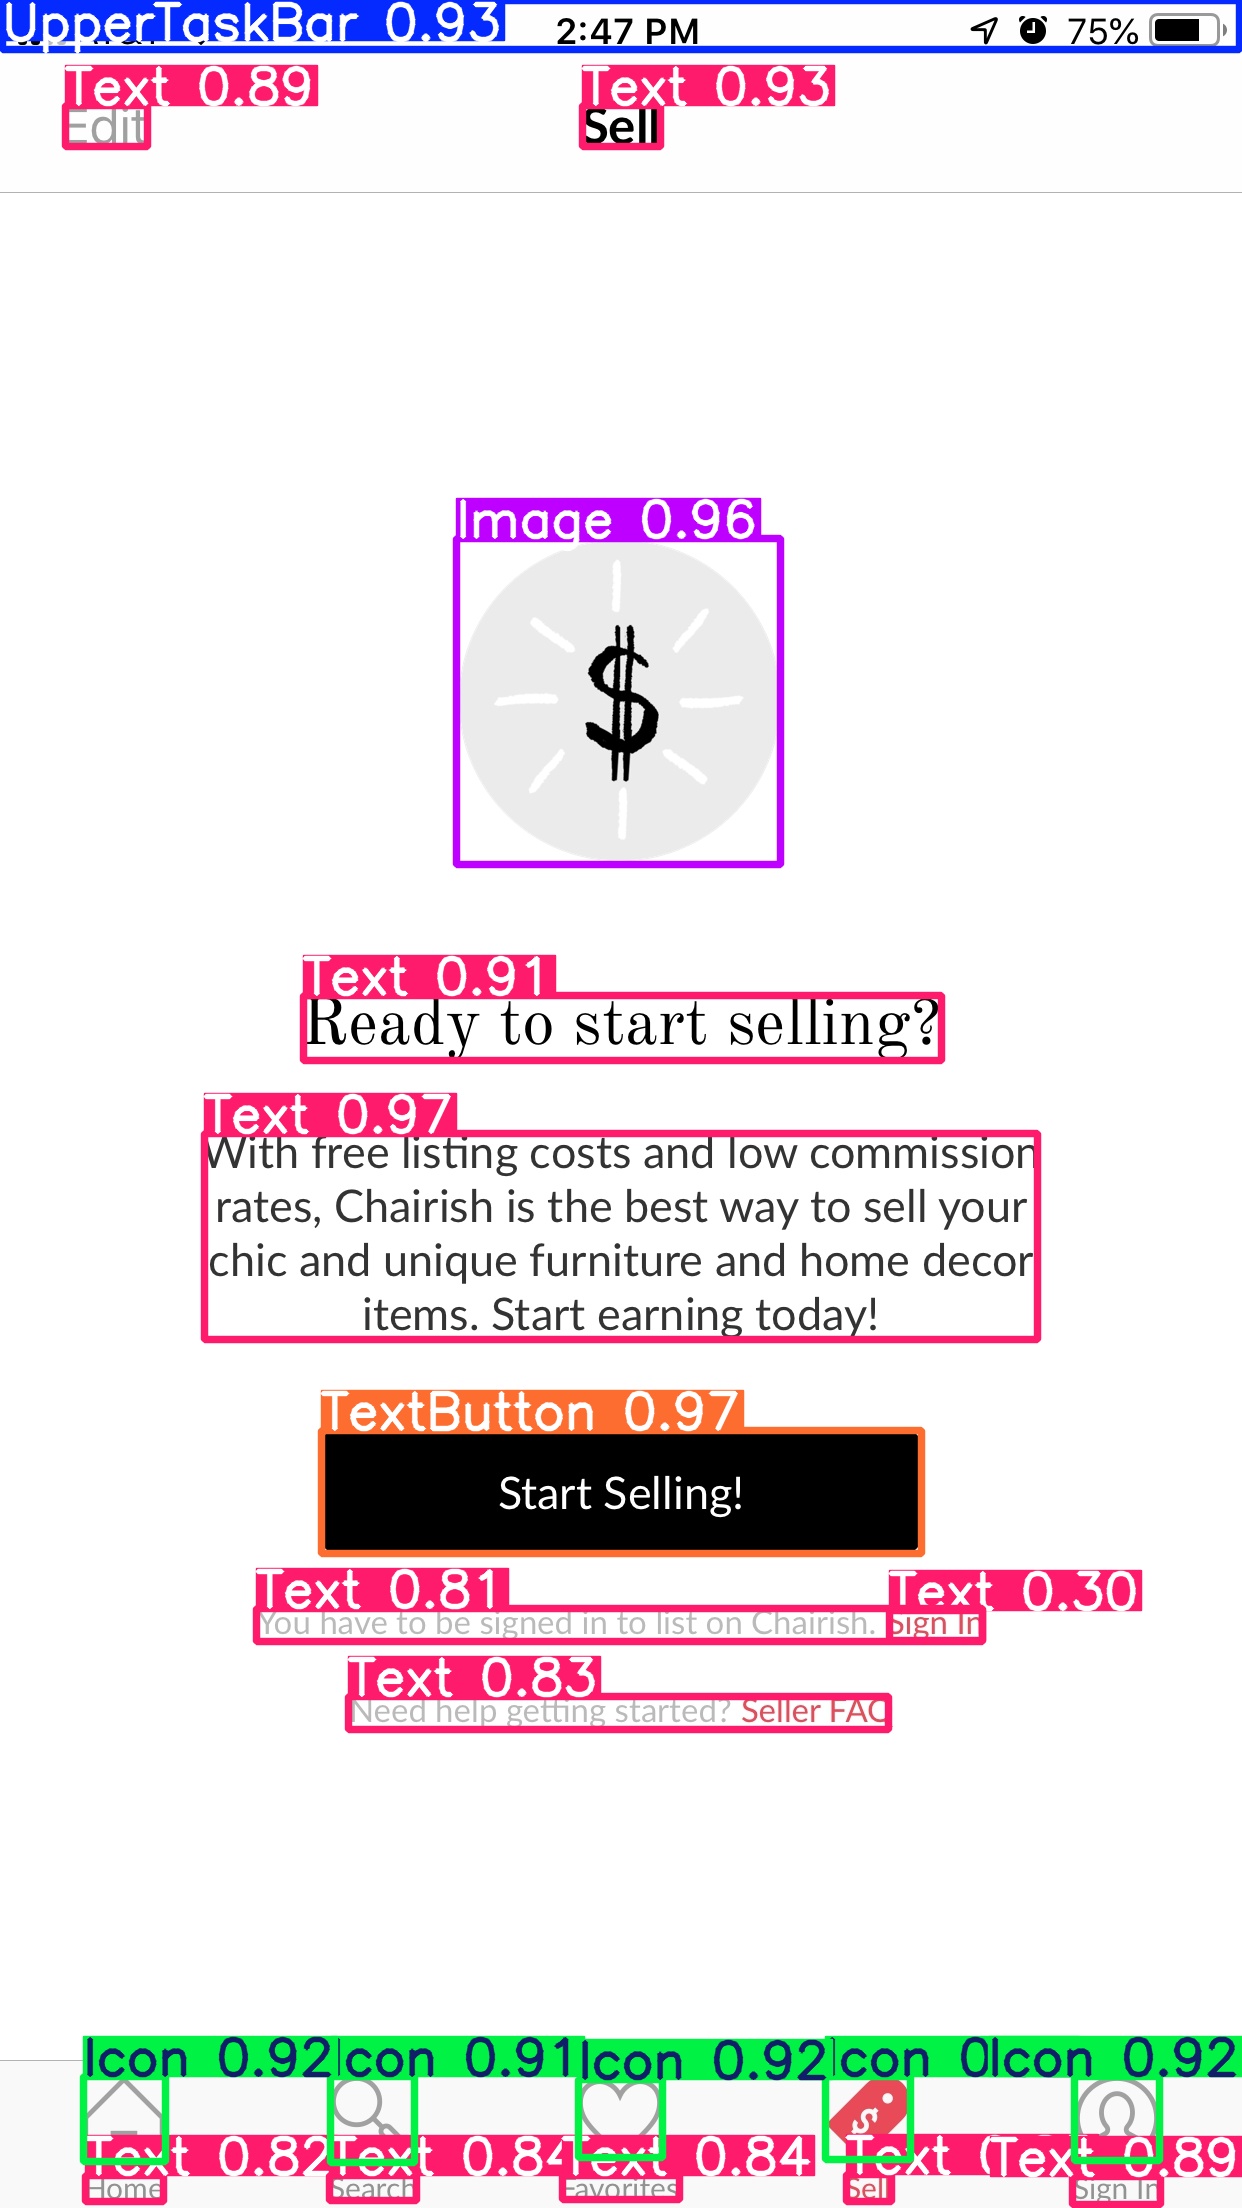 UpperTaskBar 0.93
2:47 PM
75%
Text 0.89
Text 0.93
Edit
Sell
Image 0.96
$
Text 0.91
Ready to start selling?
Text 0.97
With free listing costs and low commission
rates, Chairish is the best way to sell your
chic and unique furniture and home decor
items. Start earning today!
TextButton 0.97
Start Selling!
Text 0.81
Text 0.30
You have to be signed in to list on Chairish. Sign In
Text 0.83
Need help getting started? Seller FAQ
Icon 0.92
Icon 0.91
Icon 0.92
Icon 0
Icon 0.92
$
Text 0.82
Text 0.84
Text 0.84
Text
Text 0.89
Home
Search
Favorites
Sell
Sign In